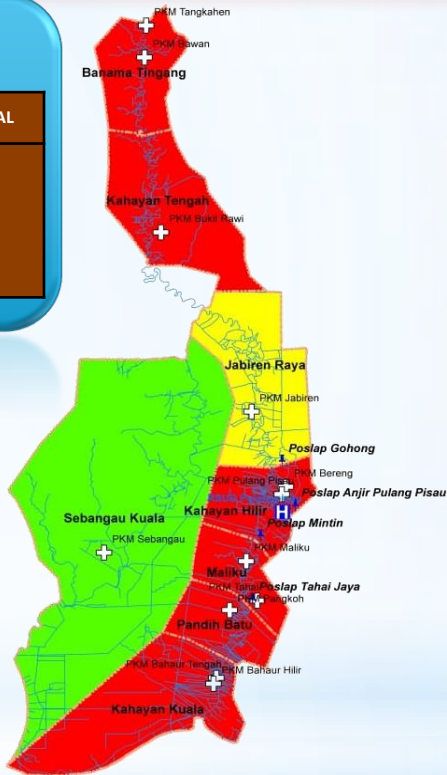 PKM Tangkahen
PKM Bawan
Banama Tingang
AL
Kahayan Tengah
PKM Bukit Rawi
Jabiren Raya
PKM Jabiren
Poslap Gohong
PKM Bereng
PKM Pulang Pisau
Poslap Anjir Pulang Pisau
Kahayan Hilir
H
Sebangau Kuala
Poslap Mintin
PKM Sebangau
PKM Maliku
Maliku
PKM Tahai
Poslap Tahai Jaya
PKM Pangkoh
Pandih Batu
PKM Bahaur Tengah
PKM Bahaur Hilir
Kahayan Kuala